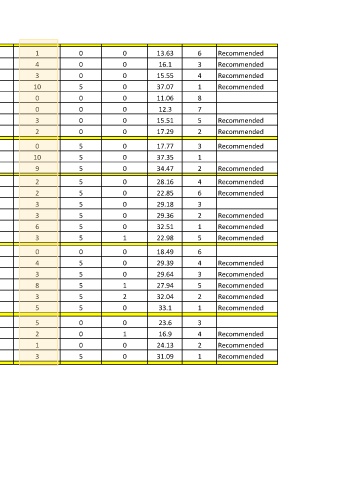 1 0 0 13.63 6 Recommended
4 0 0 16.1 3 Recommended
3 0 0 15.55 4 Recommended
10 5 0 37.07 1 Recommended
0 0 0 11.06 8
0 0 0 12.3 7
3 0 0 15.51 5 Recommended
2 0 0 17.29 2 Recommended
0 5 0 17.77 3 Recommended
10 5 0 37.35 1
9 5 0 34.47 2 Recommended
2 5 0 28.16 4 Recommended
2 5 0 22.85 6 Recommended
3 5 0 29.18 3
3 5 0 29.36 2 Recommended
6 5 0 32.51 1 Recommended
3 5 1 22.98 5 Recommended
0 0 0 18.49 6
4 5 0 29.39 4 Recommended
3 5 0 29.64 3 Recommended
8 5 1 27.94 5 Recommended
3 5 2 32.04 2 Recommended
5 5 0 33.1 1 Recommended
5 0 0 23.6 3
2 0 1 16.9 4 Recommended
1 0 0 24.13 2 Recommended
3 5 0 31.09 1 Recommended